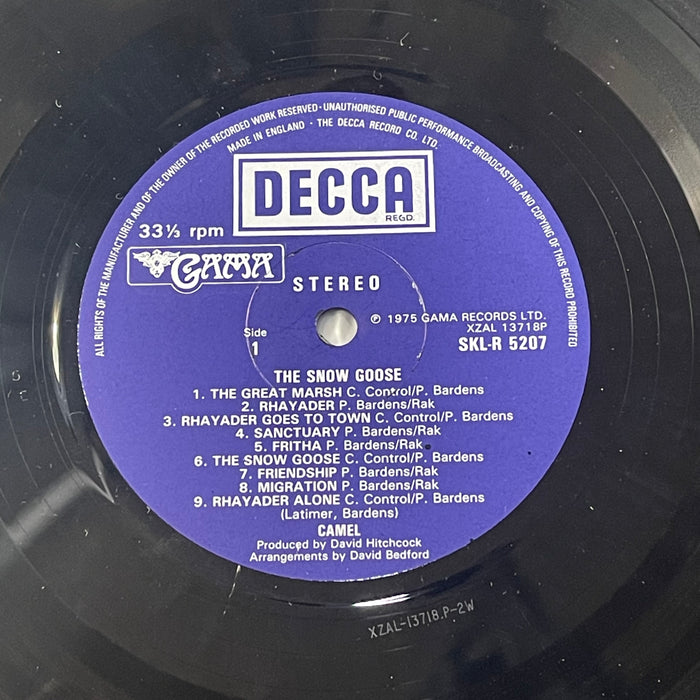 ALL RIGHTS OF THE MANUFACTURER AND OF THE OWNER OF THE RECORDED WORK RESERVED · UNAUTHORISED PUBLIC PERFORMANCE BROADCASTING AND COPYING OF THIS RECORD PROHIBITED
MADE IN ENGLAND · THE DECCA RECORD CO. LTD.
DECCA
REGD.
33⅓ rpm
GAMA
STEREO
℗ 1975 GAMA RECORDS LTD.
XZAL 13718P
Side
1
SKL-R 5207
THE SNOW GOOSE
1. THE GREAT MARSH C. Control/P. Bardens
2. RHAYADER P. Bardens/Rak
3. RHAYADER GOES TO TOWN C. Control/P. Bardens
4. SANCTUARY P. Bardens/Rak
5. FRITHA P. Bardens/Rak
6. THE SNOW GOOSE C. Control/P. Bardens
7. FRIENDSHIP P. Bardens/Rak
8. MIGRATION P. Bardens/Rak
9. RHAYADER ALONE C. Control/P. Bardens
(Latimer, Bardens)
CAMEL
Produced by David Hitchcock
Arrangements by David Bedford
XZAL-13718.P-2W